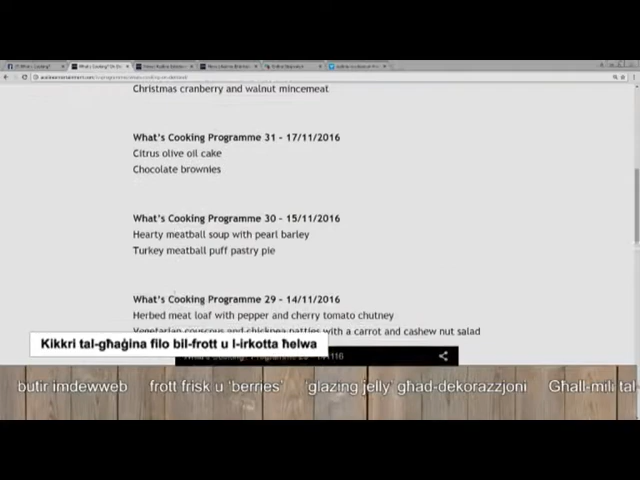 What's Cooking?
Christmas cranberry and walnut mincemeat
What's Cooking Programme 31 - 17/11/2016
Citrus olive oil cake
Chocolate brownies
What's Cooking Programme 30 - 15/11/2016
Hearty meatball soup with pearl barley
Turkey meatball puff pastry pie
What's Cooking Programme 29 - 14/11/2016
Herbed meat loaf with pepper and cherry tomato chutney
Vegetarian couscous and chickpea patties with a carrot and cashew nut salad
Kikkri tal-għaġina filo bil-frott u l-irkotta ħelwa
butir imdewweb frott frisk u 'berries' 'glazing jelly' għad-dekorazzjoni Għall-mili tal-